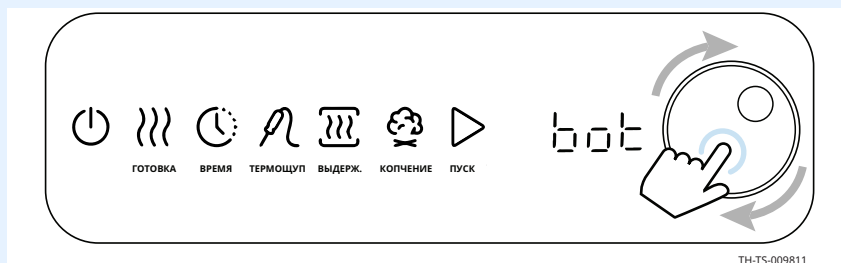 bot
ГОТОВКА ВРЕМЯ ТЕРМОЩУП ВЫДЕРЖ. КОПЧЕНИЕ ПУСК
TH-TS-009811